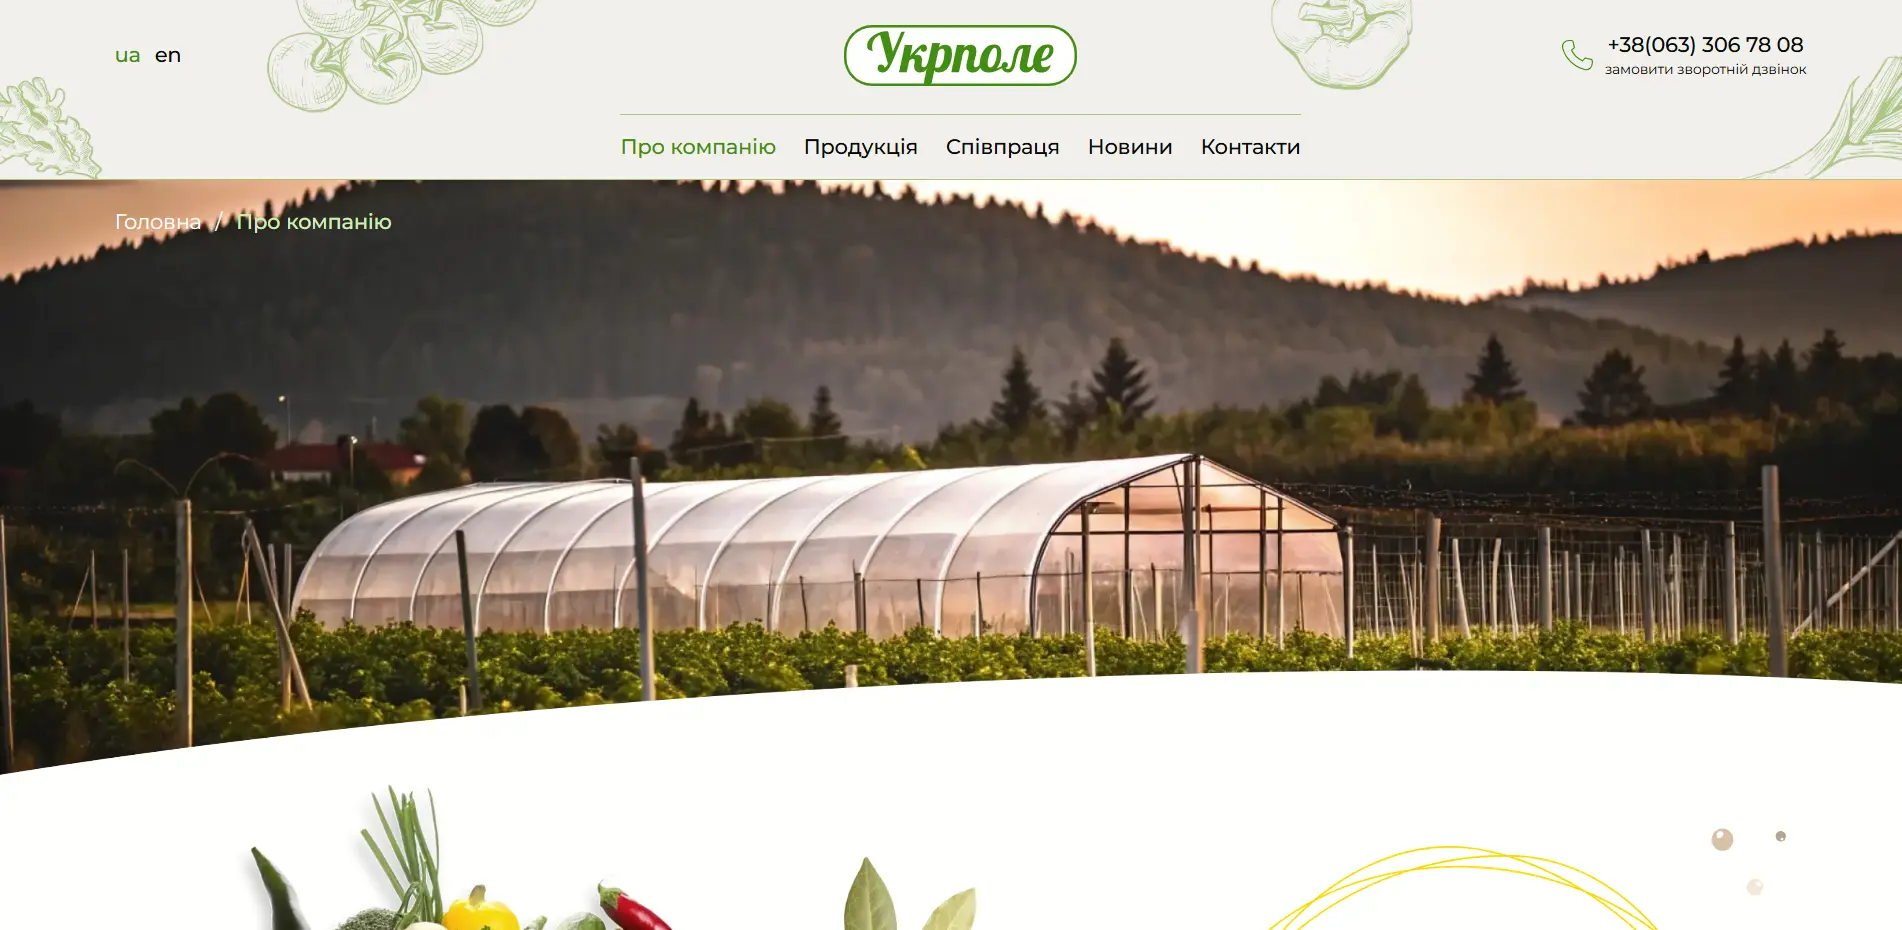 ua en
Укрполе
+38(063) 306 78 08
замовити зворотній дзвінок
Про компанію Продукція Співпраця Новини Контакти
Головна / Про компанію